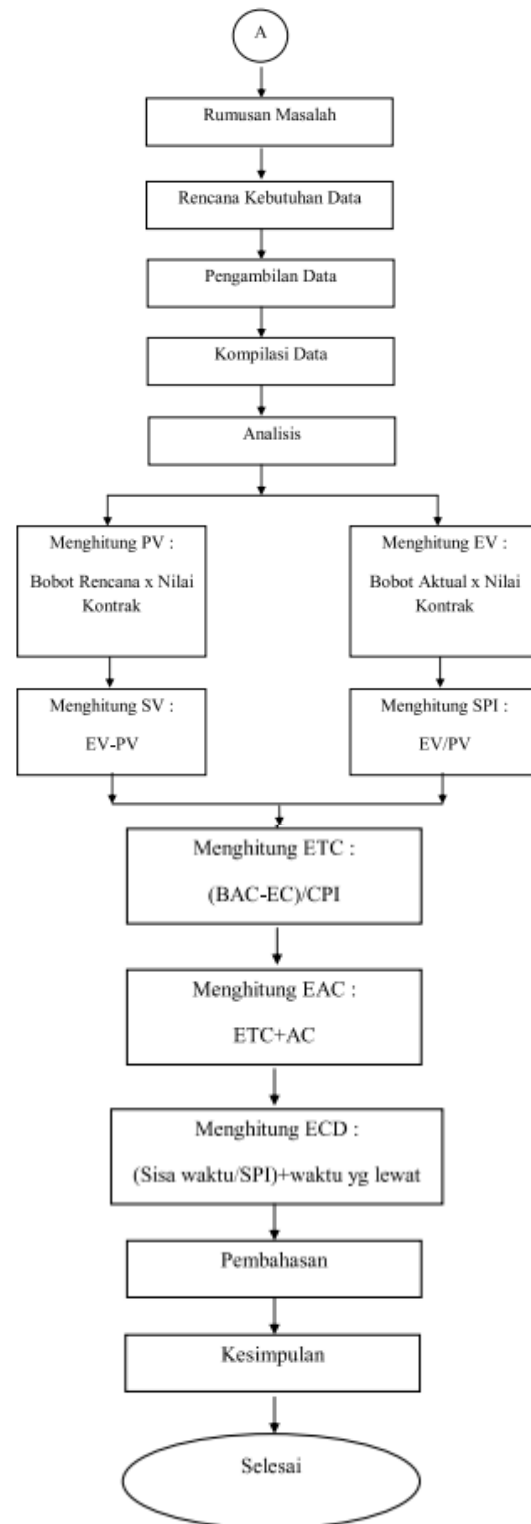 A
Rumusan Masalah
Rencana Kebutuhan Data
Pengambilan Data
Kompilasi Data
Analisis
Menghitung PV :
Bobot Rencana x Nilai
Kontrak
Menghitung EV :
Bobot Aktual x Nilai
Kontrak
Menghitung SV :
EV-PV
Menghitung SPI :
EV/PV
Menghitung ETC :
(BAC-EC)/CPI
Menghitung EAC :
ETC+AC
Menghitung ECD :
(Sisa waktu/SPI)+waktu yg lewat
Pembahasan
Kesimpulan
Selesai